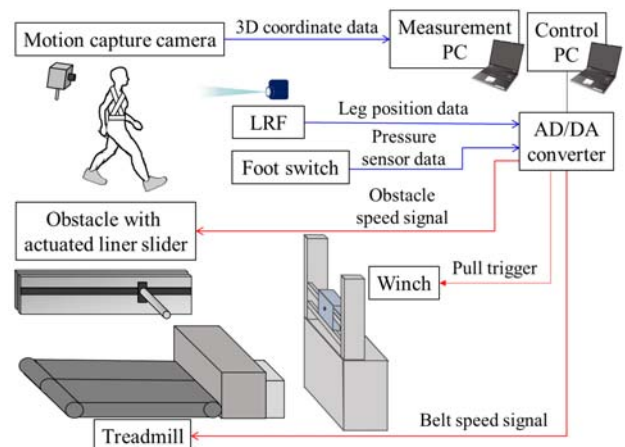 Motion capture camera
3D coordinate data
Measurement
PC
Control
PC
LRF
Leg position data
Foot switch
Pressure
sensor data
AD/DA
converter
Obstacle
speed signal
Obstacle with
actuated liner slider
Winch
Pull trigger
Treadmill
Belt speed signal